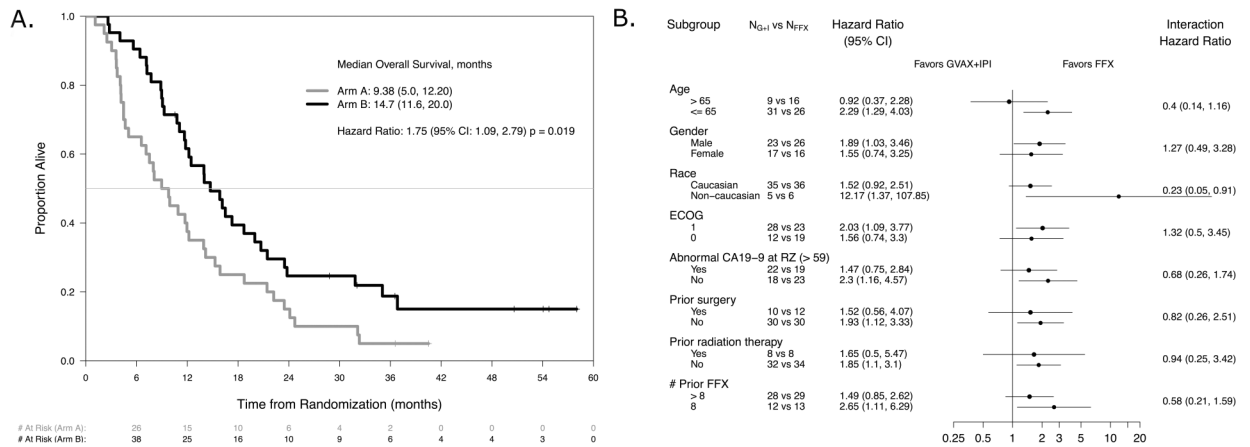 A.
Proportion Alive
1.0
0.8
0.6
0.4
0.2
0.0
Median Overall Survival, months
Arm A: 9.38 (5.0, 12.20)
Arm B: 14.7 (11.6, 20.0)
Hazard Ratio: 1.75 (95% CI: 1.09, 2.79) p = 0.019
0 6 12 18 24 30 36 42 48 54 60
Time from Randomization (months)
# At Risk (Arm A): 26 15 10 6 4 2 0 0 0 0
# At Risk (Arm B): 38 25 16 10 9 6 4 4 3 0
B.
Subgroup NG+I vs NFFX Hazard Ratio (95% CI) Interaction Hazard Ratio
Favors GVAX+IPI Favors FFX
Age
> 65 9 vs 16 0.92 (0.37, 2.28)
<= 65 31 vs 26 2.29 (1.29, 4.03)
0.4 (0.14, 1.16)
Gender
Male 23 vs 26 1.89 (1.03, 3.46)
Female 17 vs 16 1.55 (0.74, 3.25)
1.27 (0.49, 3.28)
Race
Caucasian 35 vs 36 1.52 (0.92, 2.51)
Non-caucasian 5 vs 6 12.17 (1.37, 107.85)
0.23 (0.05, 0.91)
ECOG
1 28 vs 23 2.03 (1.09, 3.77)
0 12 vs 19 1.56 (0.74, 3.3)
1.32 (0.5, 3.45)
Abnormal CA19-9 at RZ (> 59)
Yes 22 vs 19 1.47 (0.75, 2.84)
No 18 vs 23 2.3 (1.16, 4.57)
0.68 (0.26, 1.74)
Prior surgery
Yes 10 vs 12 1.52 (0.56, 4.07)
No 30 vs 30 1.93 (1.12, 3.33)
0.82 (0.26, 2.51)
Prior radiation therapy
Yes 8 vs 8 1.65 (0.5, 5.47)
No 32 vs 34 1.85 (1.1, 3.1)
0.94 (0.25, 3.42)
# Prior FFX
> 8 28 vs 29 1.49 (0.85, 2.62)
8 12 vs 13 2.65 (1.11, 6.29)
0.58 (0.21, 1.59)
0.25 0.5 1 2 3 5 10 20